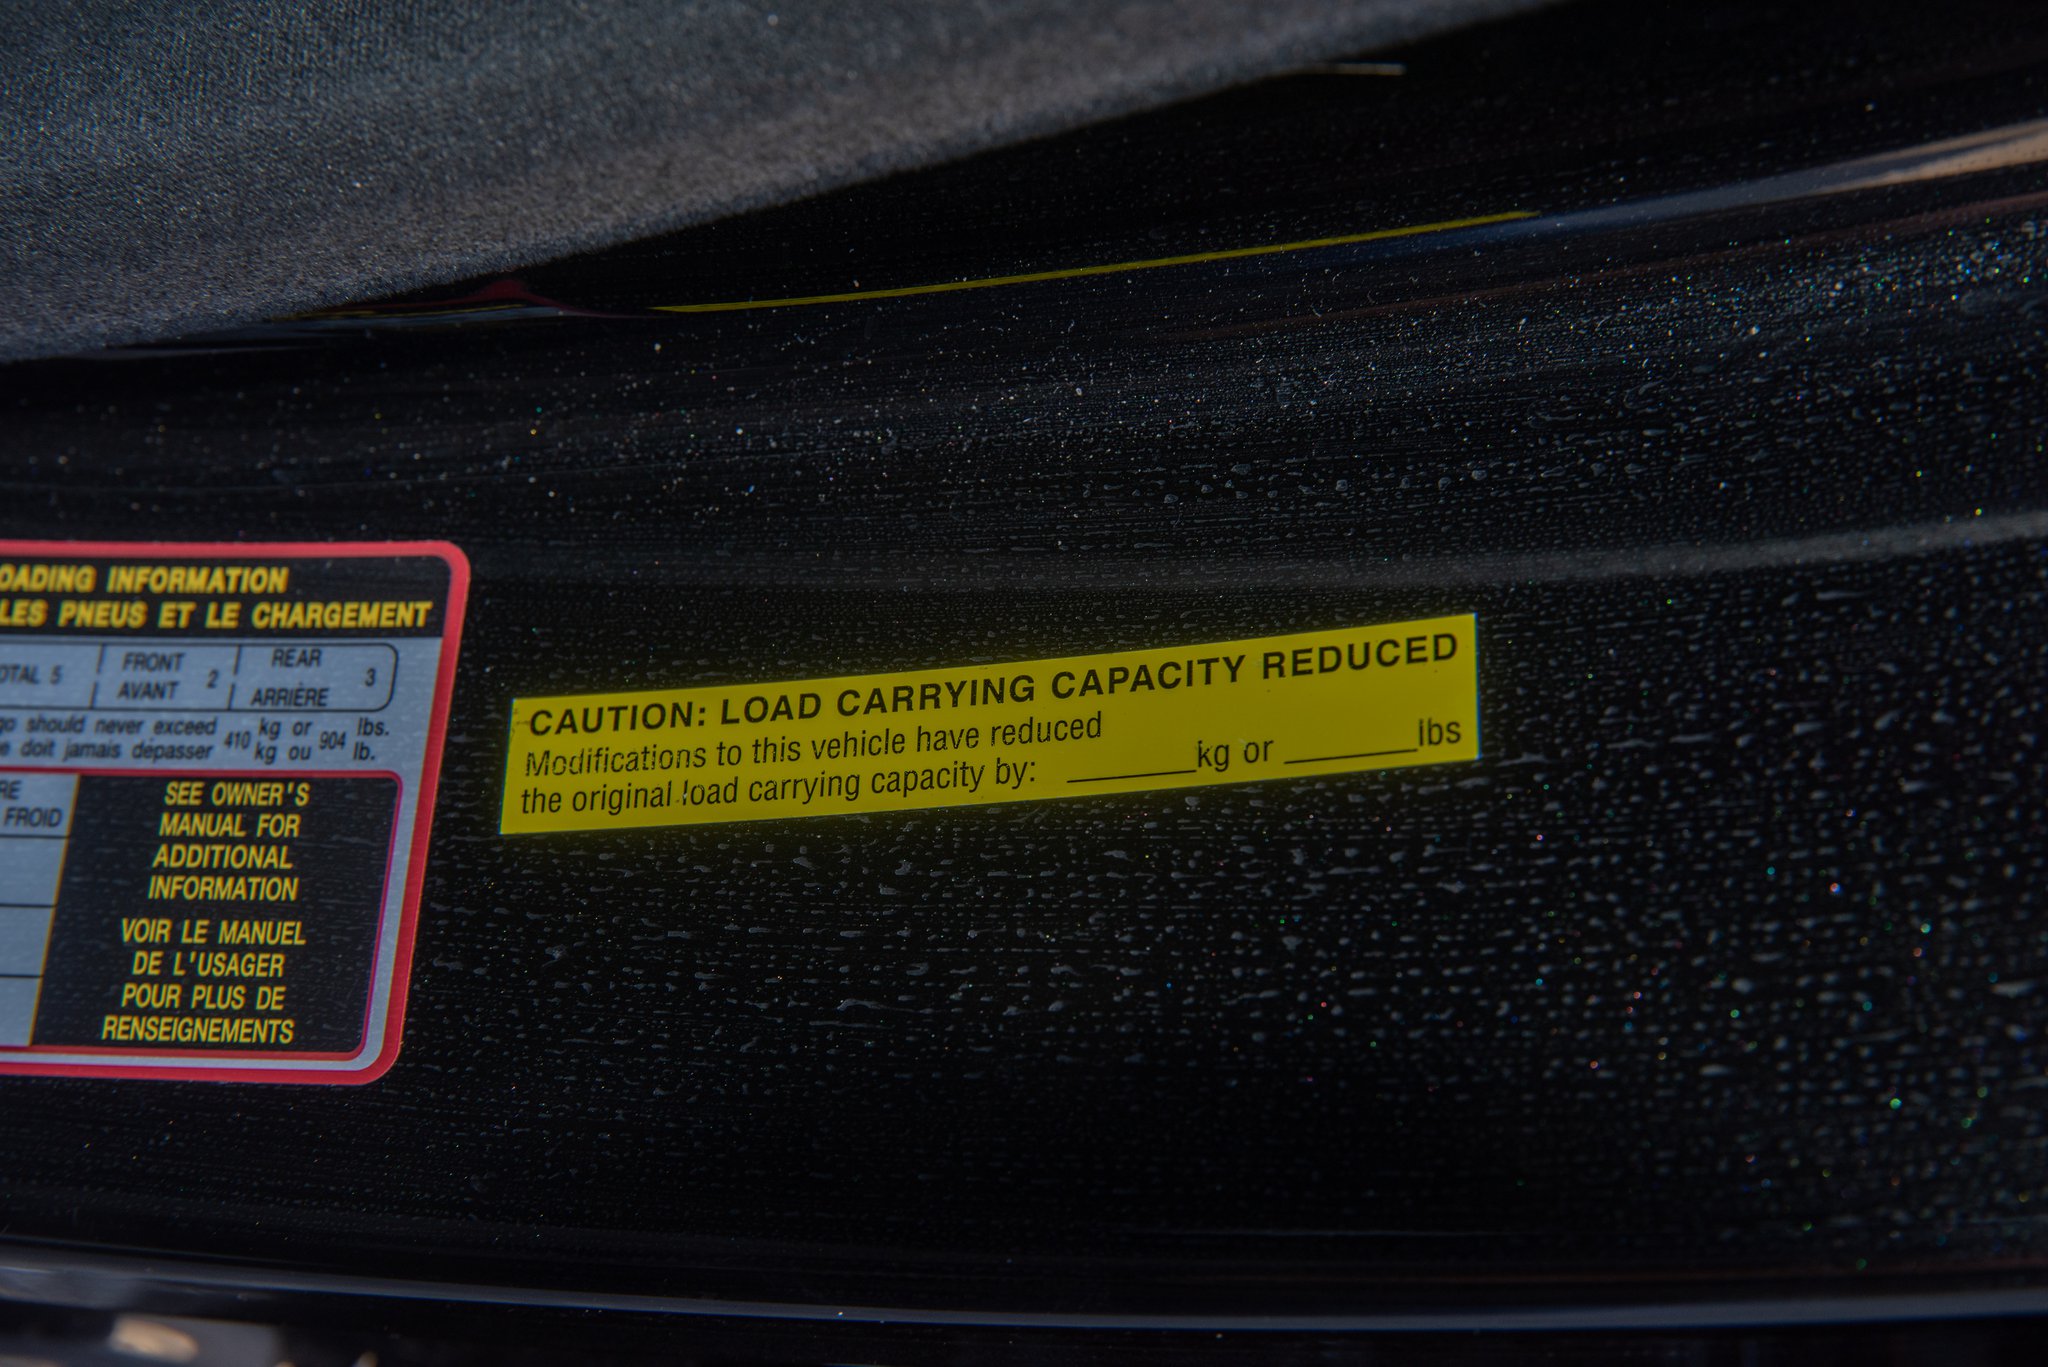 OADING INFORMATION
LES PNEUS ET LE CHARGEMENT
OTAL 5 FRONT AVANT 2 REAR ARRIÈRE 3
go should never exceed 410 kg or 904 lbs.
e doit jamais dépasser kg ou lb.
RE
FROID
SEE OWNER'S
MANUAL FOR
ADDITIONAL
INFORMATION
VOIR LE MANUEL
DE L'USAGER
POUR PLUS DE
RENSEIGNEMENTS
CAUTION: LOAD CARRYING CAPACITY REDUCED
Modifications to this vehicle have reduced
the original load carrying capacity by: ______kg or ______lbs